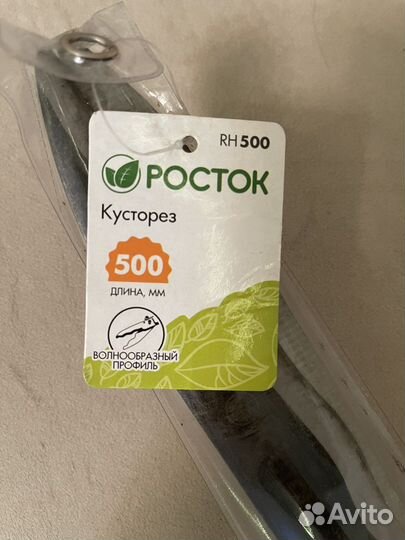 RH 500
РОСТОК
Кусторез
500
ДЛИНА, ММ
ВОЛНООБРАЗНЫЙ
ПРОФИЛЬ
Avito